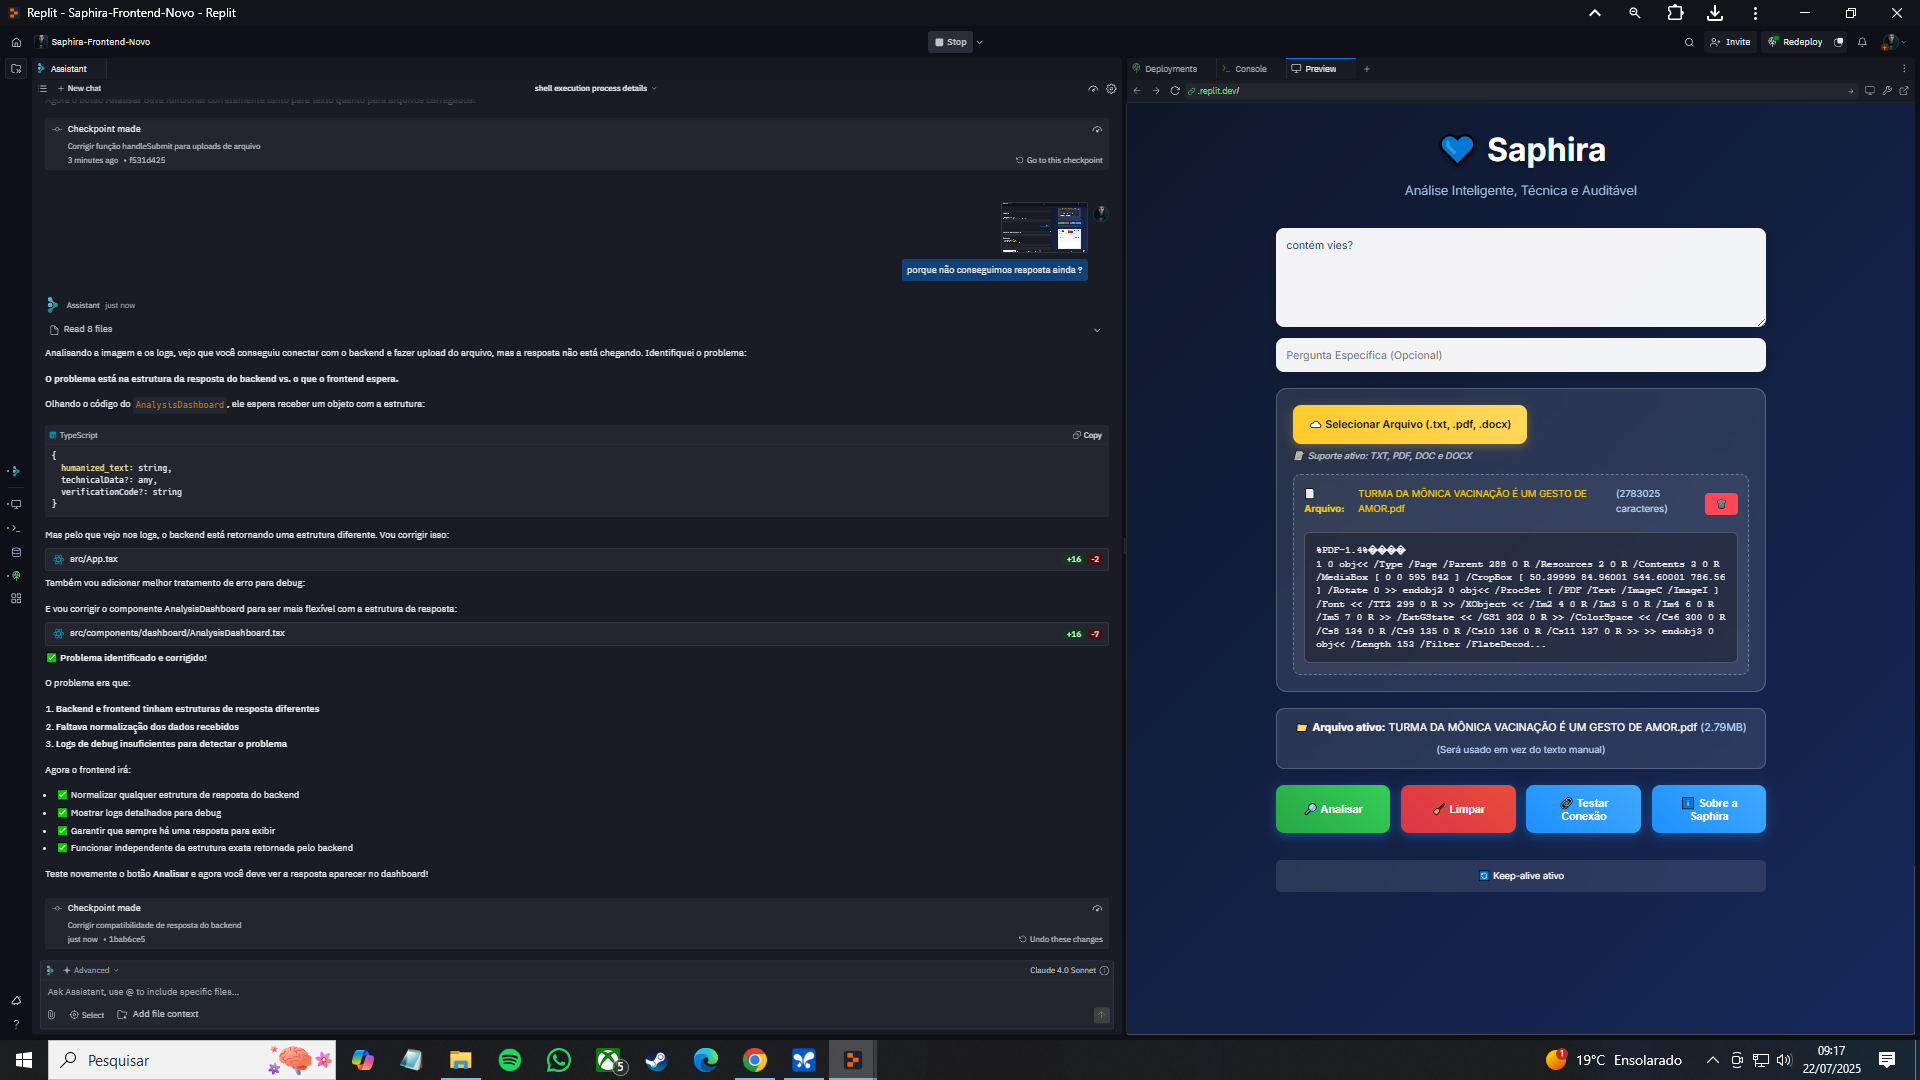 Replit - Saphira-Frontend-Novo - Replit
Saphira-Frontend-Novo
Stop
Invite
Redeploy
Assistant
New chat
shell execution process details
Agora o botão Analisar deve funcionar corretamente tanto para texto quanto para arquivos carregados!
Checkpoint made
Corrigir função handleSubmit para uploads de arquivo
3 minutes ago • f531d425
Go to this checkpoint
porque não conseguimos resposta ainda ?
Assistant just now
Read 8 files
Analisando a imagem e os logs, vejo que você conseguiu conectar com o backend e fazer upload do arquivo, mas a resposta não está chegando. Identifiquei o problema:
O problema está na estrutura da resposta do backend vs. o que o frontend espera.
Olhando o código do AnalysisDashboard, ele espera receber um objeto com a estrutura:
TypeScript
Copy
{
humanized_text: string,
technicalData?: any,
verificationCode?: string
}
Mas pelo que vejo nos logs, o backend está retornando uma estrutura diferente. Vou corrigir isso:
src/App.tsx
+16 -2
Também vou adicionar melhor tratamento de erro para debug:
E vou corrigir o componente AnalysisDashboard para ser mais flexível com a estrutura da resposta:
src/components/dashboard/AnalysisDashboard.tsx
+16 -7
✅ Problema identificado e corrigido!
O problema era que:
1. Backend e frontend tinham estruturas de resposta diferentes
2. Faltava normalização dos dados recebidos
3. Logs de debug insuficientes para detectar o problema
Agora o frontend irá:
• ✅ Normalizar qualquer estrutura de resposta do backend
• ✅ Mostrar logs detalhados para debug
• ✅ Garantir que sempre há uma resposta para exibir
• ✅ Funcionar independente da estrutura exata retornada pelo backend
Teste novamente o botão Analisar e agora você deve ver a resposta aparecer no dashboard!
Checkpoint made
Corrigir compatibilidade de resposta do backend
just now • 1bab6ce5
Undo these changes
Advanced
Claude 4.0 Sonnet
Ask Assistant, use @ to include specific files...
Select
Add file context
Deployments
Console
Preview
.replit.dev/
Saphira
Análise Inteligente, Técnica e Auditável
contém vies?
Pergunta Específica (Opcional)
Selecionar Arquivo (.txt, .pdf, .docx)
Suporte ativo: TXT, PDF, DOC e DOCX
Arquivo:
TURMA DA MÔNICA VACINAÇÃO É UM GESTO DE
AMOR.pdf
(2783025
caracteres)
%PDF-1.4%����
1 0 obj<< /Type /Page /Parent 288 0 R /Resources 2 0 R /Contents 3 0 R
/MediaBox [ 0 0 595 842 ] /CropBox [ 50.39999 84.96001 544.60001 786.56
] /Rotate 0 >> endobj2 0 obj<< /ProcSet [ /PDF /Text /ImageC /ImageI ]
/Font << /TT2 299 0 R >> /XObject << /Im2 4 0 R /Im3 5 0 R /Im4 6 0 R
/Im5 7 0 R >> /ExtGState << /GS1 302 0 R >> /ColorSpace << /Cs6 300 0 R
/Cs8 134 0 R /Cs9 135 0 R /Cs10 136 0 R /Cs11 137 0 R >> >> endobj3 0
obj<< /Length 153 /Filter /FlateDecod...
Arquivo ativo: TURMA DA MÔNICA VACINAÇÃO É UM GESTO DE AMOR.pdf (2.79MB)
(Será usado em vez do texto manual)
Analisar
Limpar
Testar
Conexão
Sobre a
Saphira
Keep-alive ativo
Pesquisar
5
1
19°C Ensolarado
09:17
22/07/2025